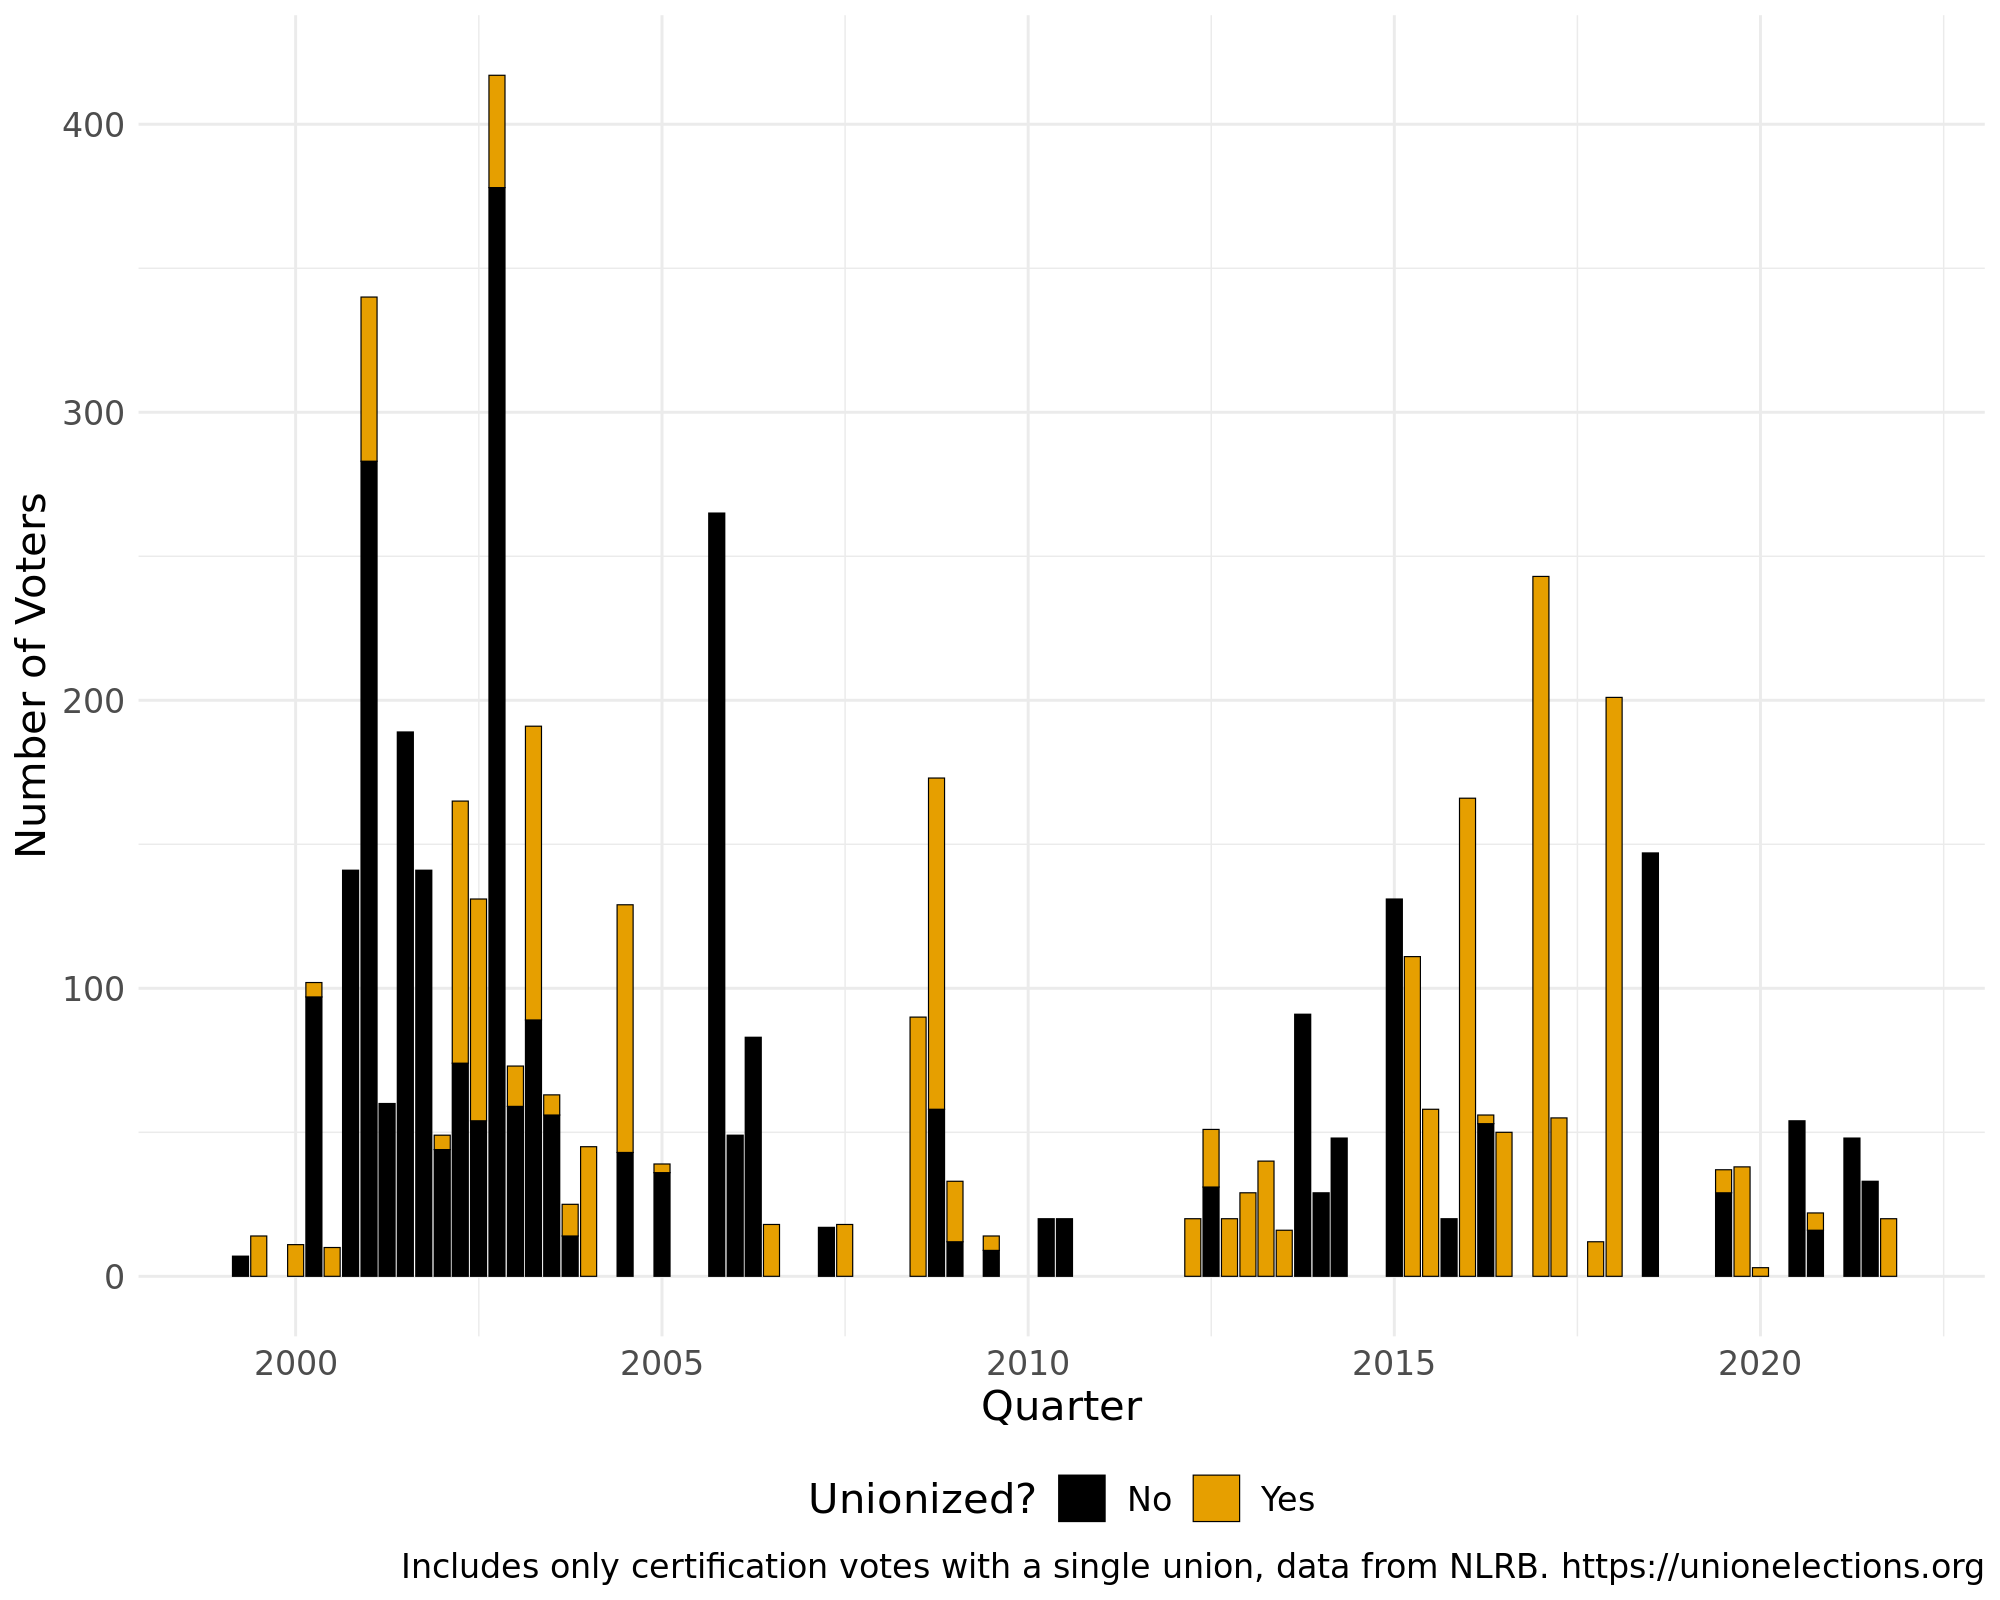 400
300
200
100
0
Number of Voters
2000 2005 2010 2015 2020
Quarter
Unionized? No Yes
Includes only certification votes with a single union, data from NLRB. https://unionelections.org